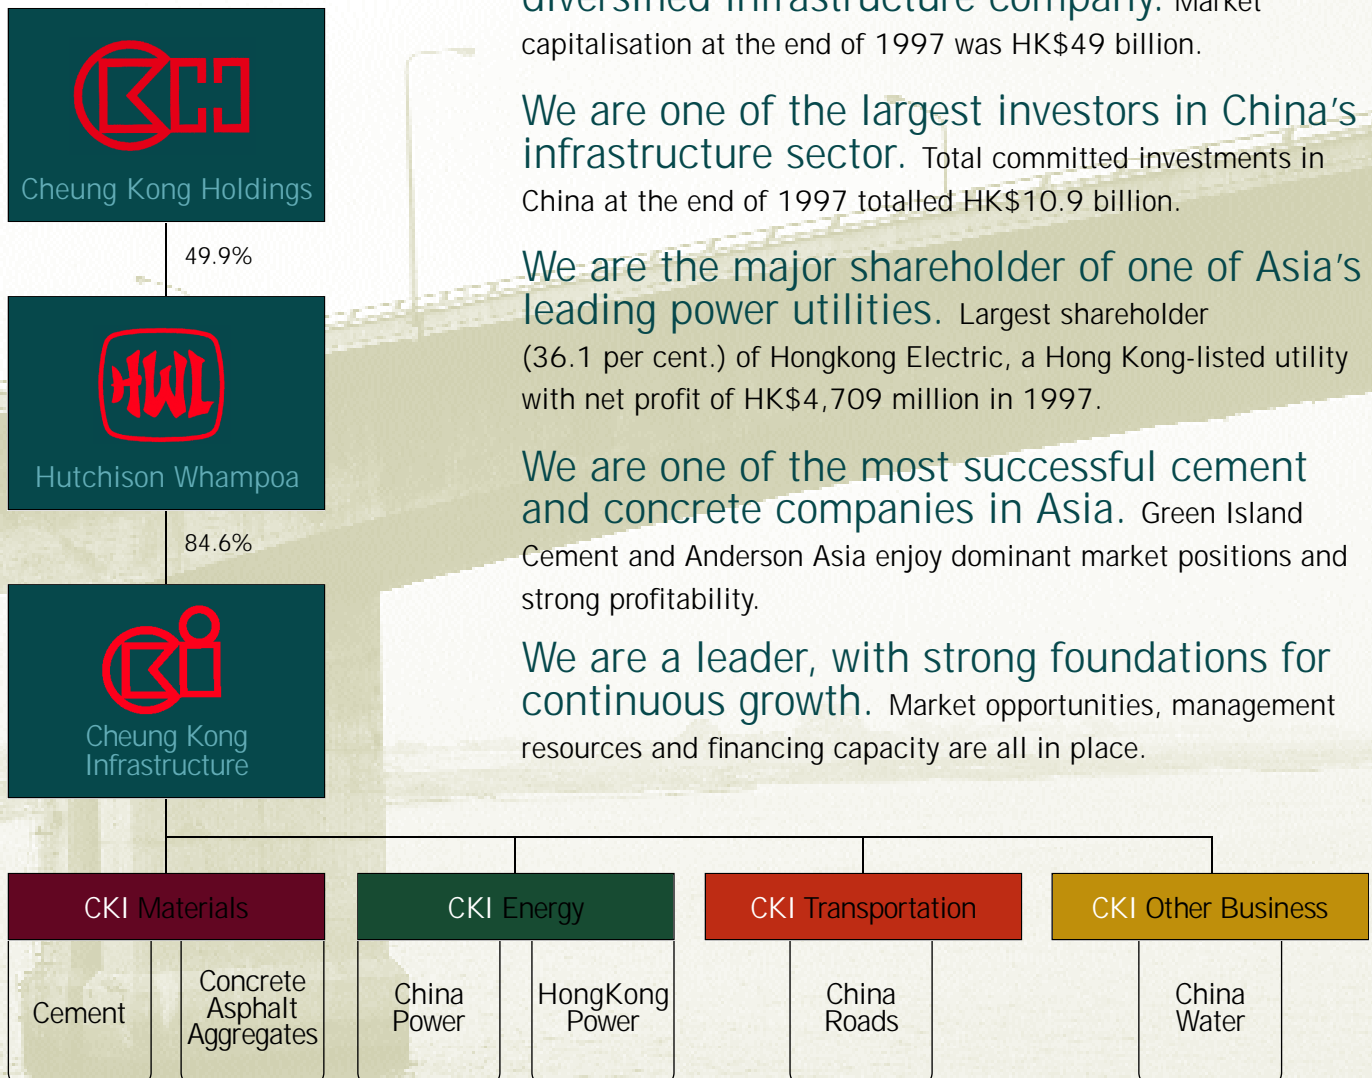 Cheung Kong Holdings
49.9%
HWL
Hutchison Whampoa
84.6%
Cheung Kong
Infrastructure
diversified infrastructure company. Market
capitalisation at the end of 1997 was HK$49 billion.
We are one of the largest investors in China's
infrastructure sector. Total committed investments in
China at the end of 1997 totalled HK$10.9 billion.
We are the major shareholder of one of Asia's
leading power utilities. Largest shareholder
(36.1 per cent.) of Hongkong Electric, a Hong Kong-listed utility
with net profit of HK$4,709 million in 1997.
We are one of the most successful cement
and concrete companies in Asia. Green Island
Cement and Anderson Asia enjoy dominant market positions and
strong profitability.
We are a leader, with strong foundations for
continuous growth. Market opportunities, management
resources and financing capacity are all in place.
CKI Materials
CKI Energy
CKI Transportation
CKI Other Business
Cement
Concrete
Asphalt
Aggregates
China
Power
HongKong
Power
China
Roads
China
Water